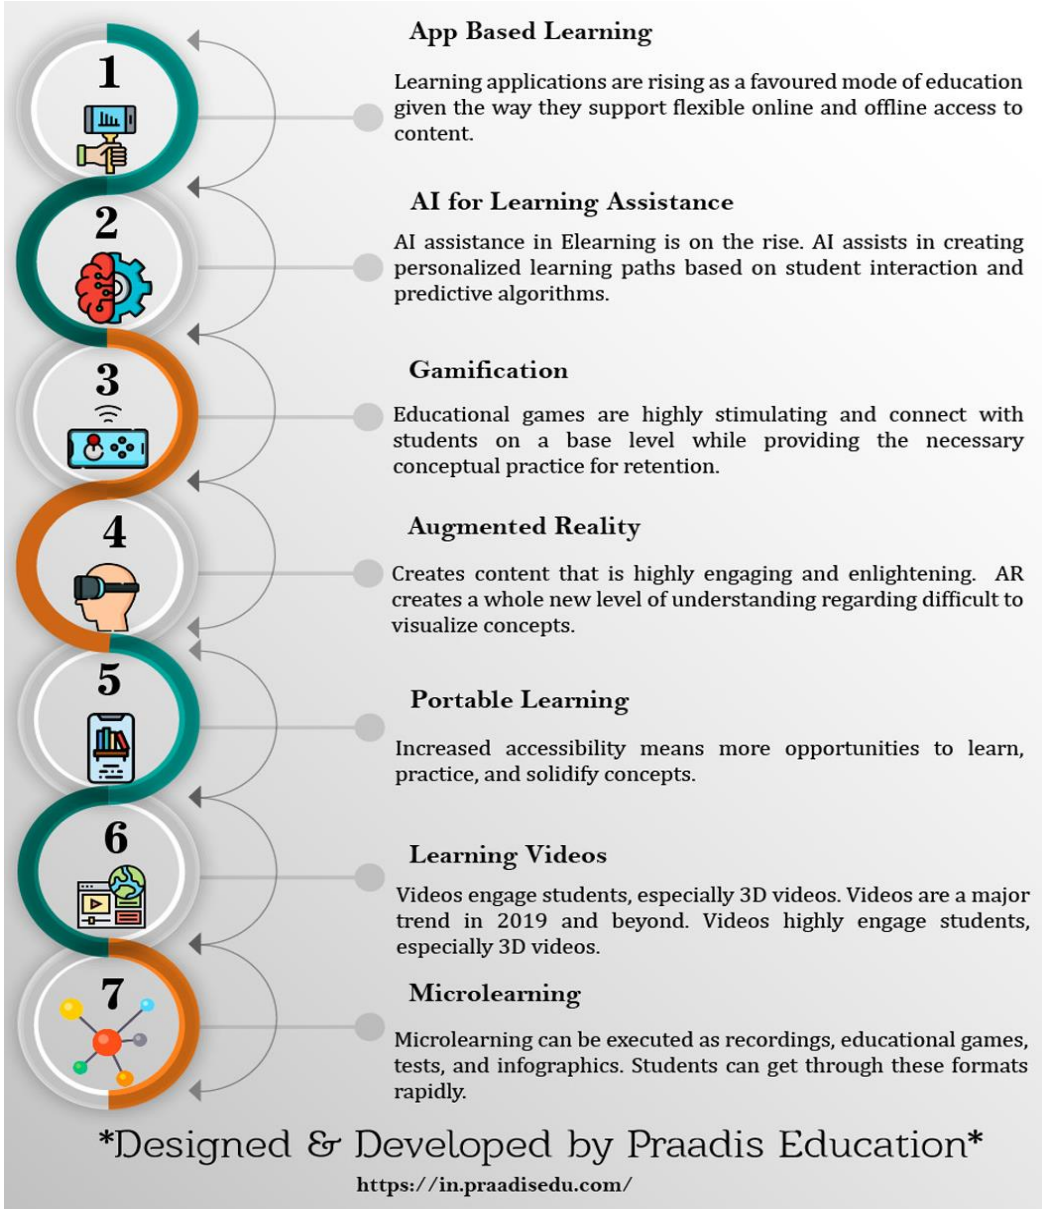 1
App Based Learning
Learning applications are rising as a favoured mode of education
given the way they support flexible online and offline access to
content.
2
AI for Learning Assistance
AI assistance in Elearning is on the rise. AI assists in creating
personalized learning paths based on student interaction and
predictive algorithms.
3
Gamification
Educational games are highly stimulating and connect with
students on a base level while providing the necessary
conceptual practice for retention.
4
Augmented Reality
Creates content that is highly engaging and enlightening. AR
creates a whole new level of understanding regarding difficult to
visualize concepts.
5
Portable Learning
Increased accessibility means more opportunities to learn,
practice, and solidify concepts.
6
Learning Videos
Videos engage students, especially 3D videos. Videos are a major
trend in 2019 and beyond. Videos highly engage students,
especially 3D videos.
7
Microlearning
Microlearning can be executed as recordings, educational games,
tests, and infographics. Students can get through these formats
rapidly.
*Designed & Developed by Praadis Education*
https://in.praadisedu.com/